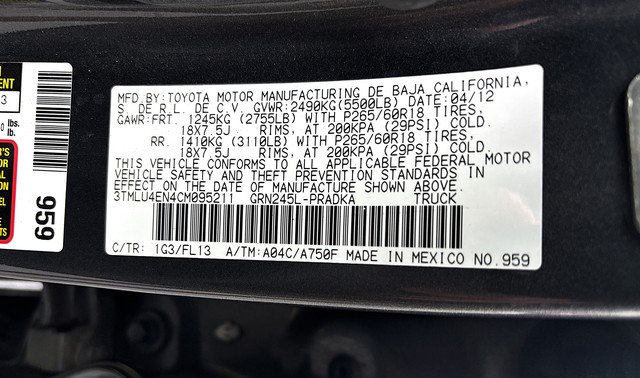 MFD.BY:TOYOTA MOTOR MANUFACTURING DE BAJA CALIFORNIA,
S. DE R.L. DE C.V. GVWR:2490KG(5500LB) DATE:04/12
GAWR:FRT. 1245KG (2755LB) WITH P265/60R18 TIRES,
18X7.5J RIMS, AT 200KPA (29PSI) COLD.
RR. 1410KG (3110LB) WITH P265/60R18 TIRES,
18X7.5J RIMS, AT 200KPA (29PSI) COLD.
THIS VEHICLE CONFORMS TO ALL APPLICABLE FEDERAL MOTOR
VEHICLE SAFETY AND THEFT PREVENTION STANDARDS IN
EFFECT ON THE DATE OF MANUFACTURE SHOWN ABOVE.
3TMLU4EN4CM095211 GRN245L-PRADKA TRUCK
C/TR: 1G3/FL13 A/TM:A04C/A750F MADE IN MEXICO NO.959
959
lbs.
lb.